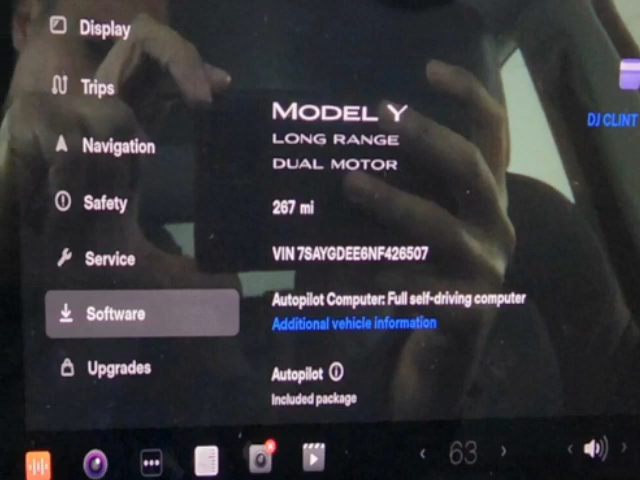 Display
Trips
Navigation
Safety
Service
Software
Upgrades
MODEL Y
LONG RANGE
DUAL MOTOR
267 mi
VIN 7SAYGDEE6NF426507
Autopilot Computer: Full self-driving computer
Additional vehicle information
Autopilot
Included package
DJ CLINT
63